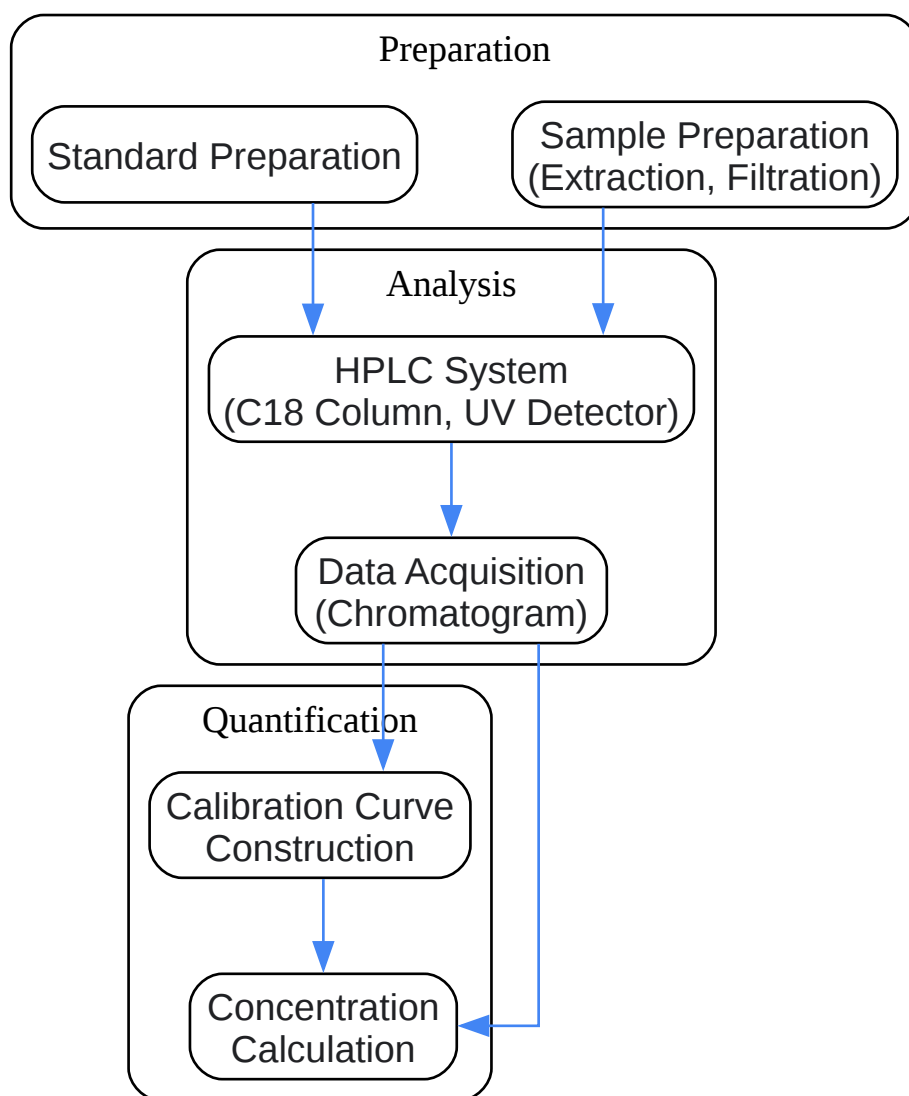 Preparation
Standard Preparation
Sample Preparation
(Extraction, Filtration)
Analysis
HPLC System
(C18 Column, UV Detector)
Data Acquisition
(Chromatogram)
Quantification
Calibration Curve
Construction
Concentration
Calculation